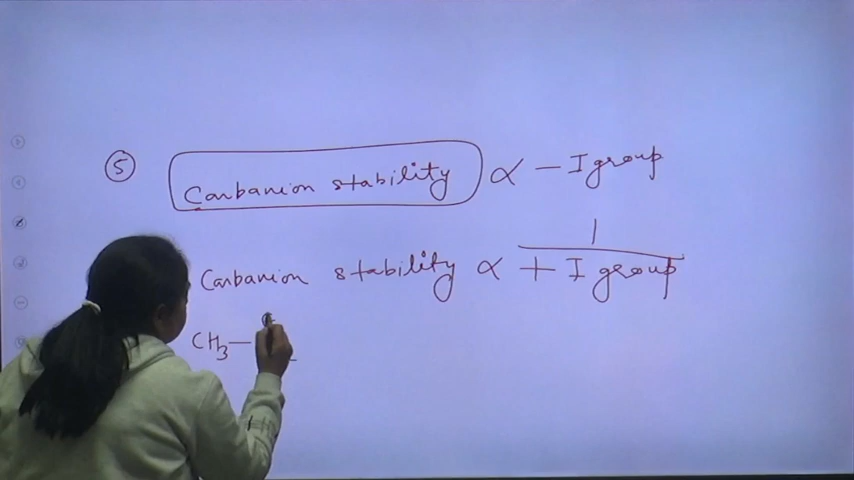 ⑤ Carbanion stability ∝ - I group
Carbanion stability ∝ 1 / + I group
CH₃ —